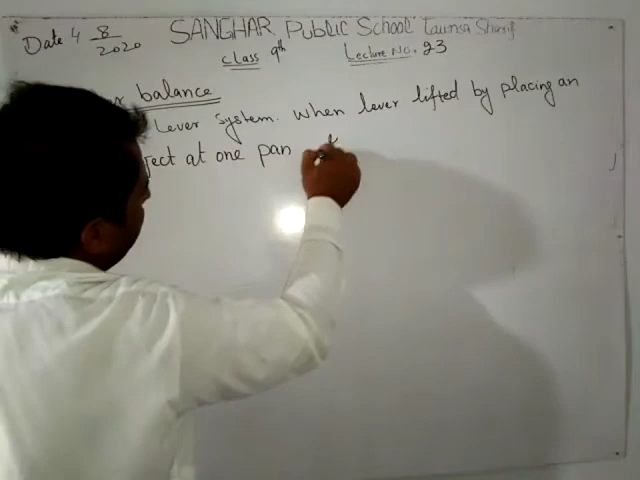 Date 4 8/2020 SANGHAR Public School Taunsa Sharif
class 9th Lecture No. 23
balance
Lever system. When lever lifted by placing an
ject at one pan